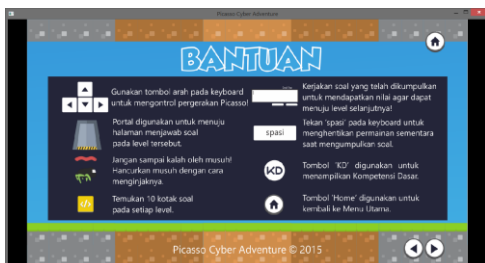 Picasso Cyber Adventure
BANTUAN
Gunakan tombol arah pada keyboard
untuk mengontrol pergerakan Picasso!
Portal digunakan untuk menuju
halaman menjawab soal
pada level tersebut.
Jangan sampai kalah oleh musuh!
Hancurkan musuh dengan cara
menginjaknya.
</>
Temukan 10 kotak soal
pada setiap level.
Kerjakan soal yang telah dikumpulkan
untuk mendapatkan nilai agar dapat
menuju level selanjutnya!
spasi
Tekan 'spasi' pada keyboard untuk
menghentikan permainan sementara
saat mengumpulkan soal.
KD
Tombol 'KD' digunakan untuk
menampilkan Kompetensi Dasar.
Tombol 'Home' digunakan untuk
kembali ke Menu Utama.
Picasso Cyber Adventure © 2015